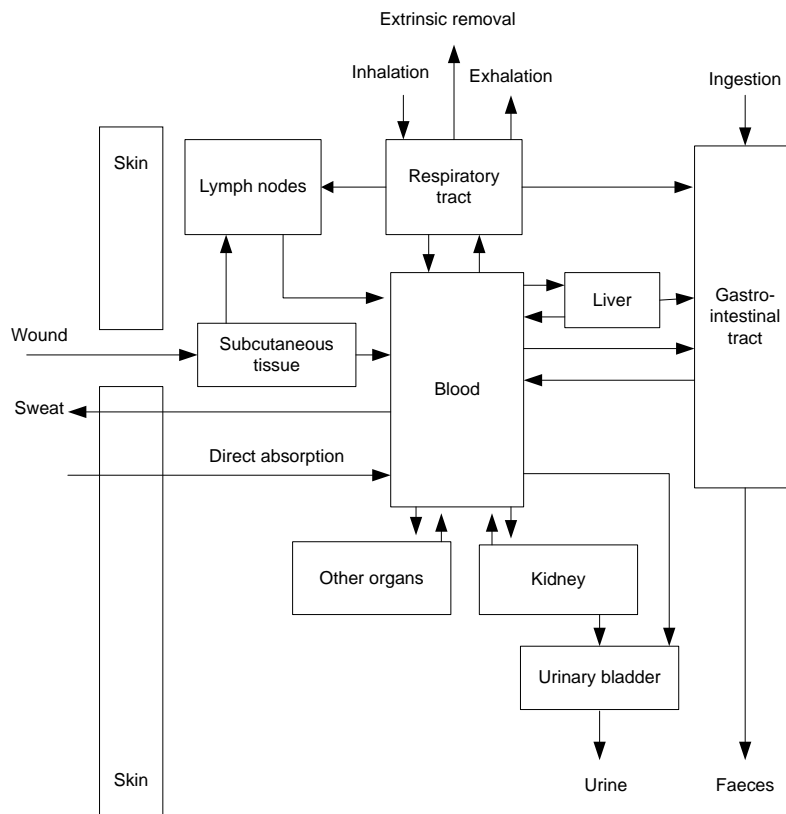 Extrinsic removal
Inhalation
Exhalation
Ingestion
Skin
Lymph nodes
Respiratory
tract
Liver
Gastro-
intestinal
tract
Wound
Subcutaneous
tissue
Blood
Sweat
Direct absorption
Other organs
Kidney
Urinary bladder
Skin
Urine
Faeces